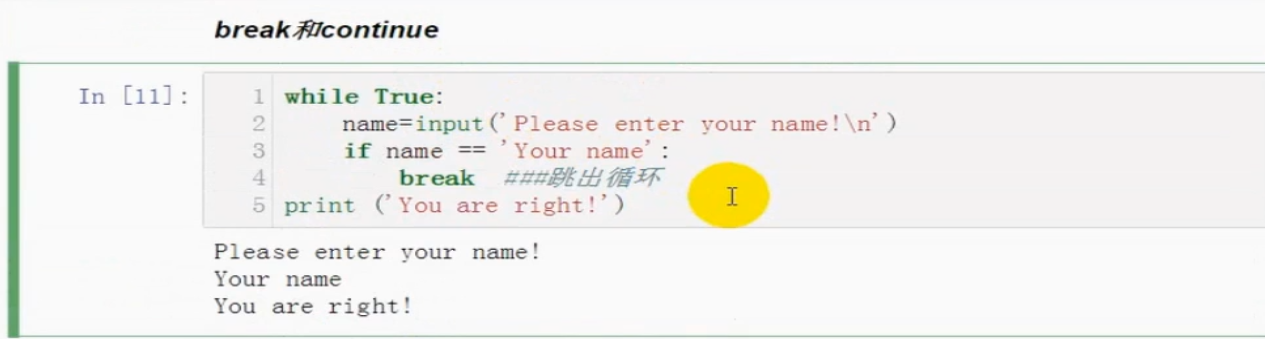 break和continue
In [11]:
1 while True:
2     name=input('Please enter your name!\n')
3     if name == 'Your name':
4         break  ###跳出循环
5 print ('You are right!')
Please enter your name!
Your name
You are right!